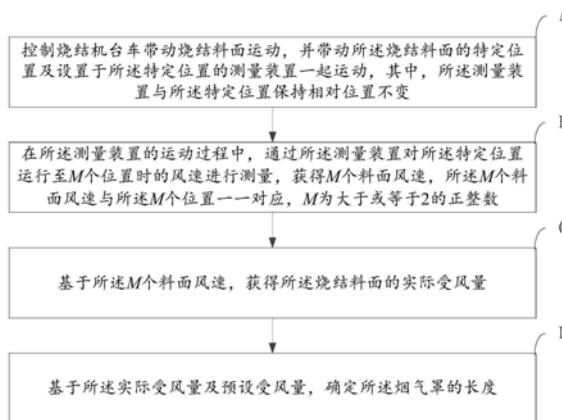 控制烧结机台车带动烧结料面运动，并带动所述烧结料面的特定位
置及设置于所述特定位置的测量装置一起运动，其中，所述测量装
置与所述特定位置保持相对位置不变
在所述测量装置的运动过程中，通过所述测量装置对所述特定位置
运行至M个位置时的风速进行测量，获得M个料面风速，所述M个料
面风速与所述M个位置一一对应，M为大于或等于2的正整数
基于所述M个料面风速，获得所述烧结料面的实际受风量
基于所述实际受风量及预设受风量，确定所述烟气罩的长度